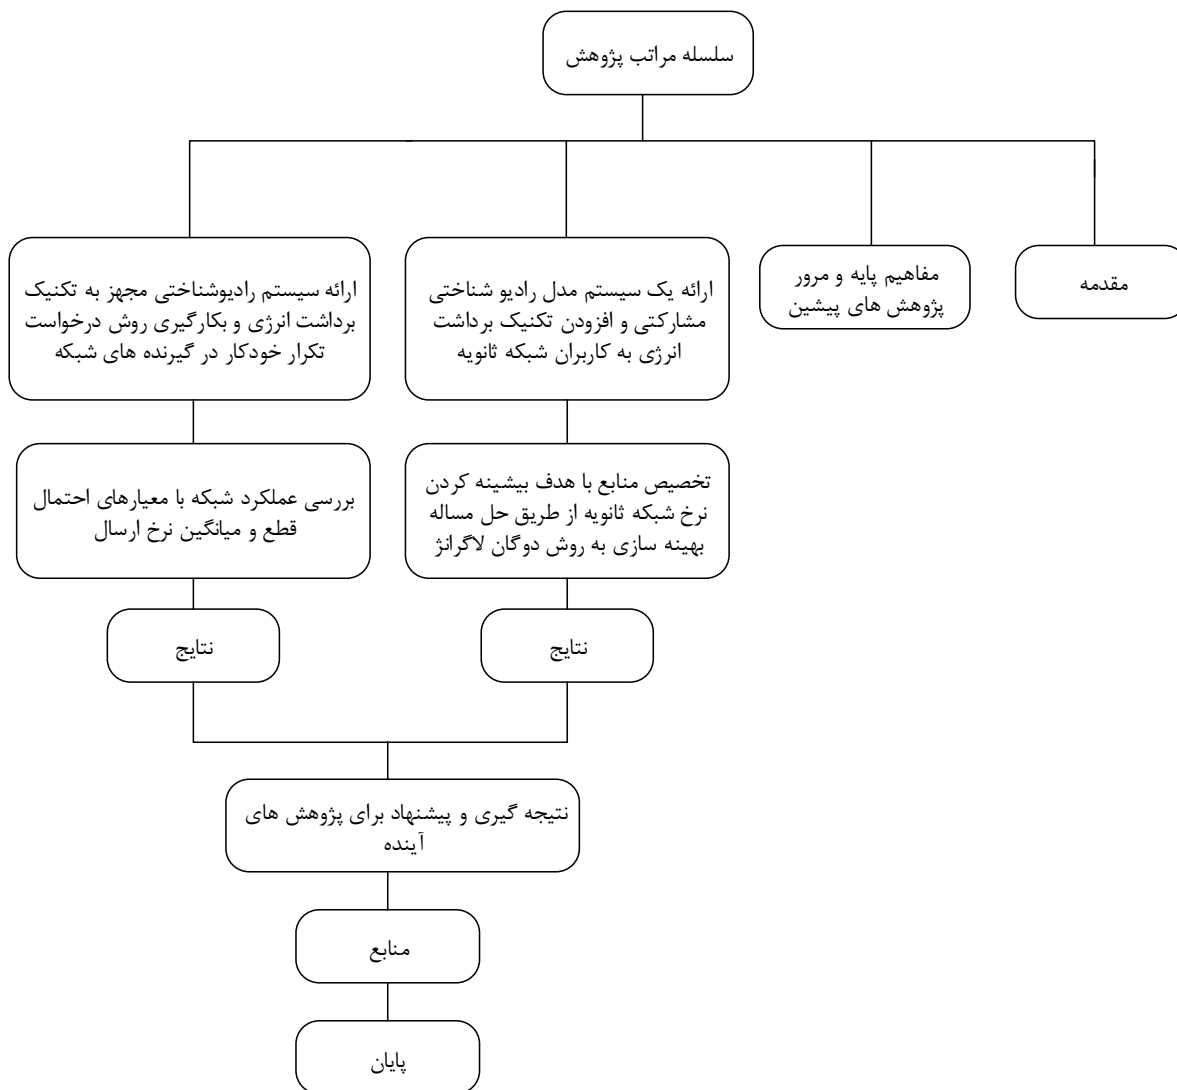 سلسله مراتب پژوهش
مقدمه
مفاهیم پایه و مرور
پژوهش های پیشین
ارائه یک سیستم مدل رادیو شناختی
مشارکتی و افزودن تکنیک برداشت
انرژی به کاربران شبکه ثانویه
ارائه سیستم رادیوشناختی مجهز به تکنیک
برداشت انرژی و بکارگیری روش درخواست
تکرار خودکار در گیرنده های شبکه
تخصیص منابع با هدف بیشینه کردن
نرخ شبکه ثانویه از طریق حل مساله
بهینه سازی به روش دوگان لاگرانژ
بررسی عملکرد شبکه با معیارهای احتمال
قطع و میانگین نرخ ارسال
نتایج
نتایج
نتیجه گیری و پیشنهاد برای پژوهش های
آینده
منابع
پایان